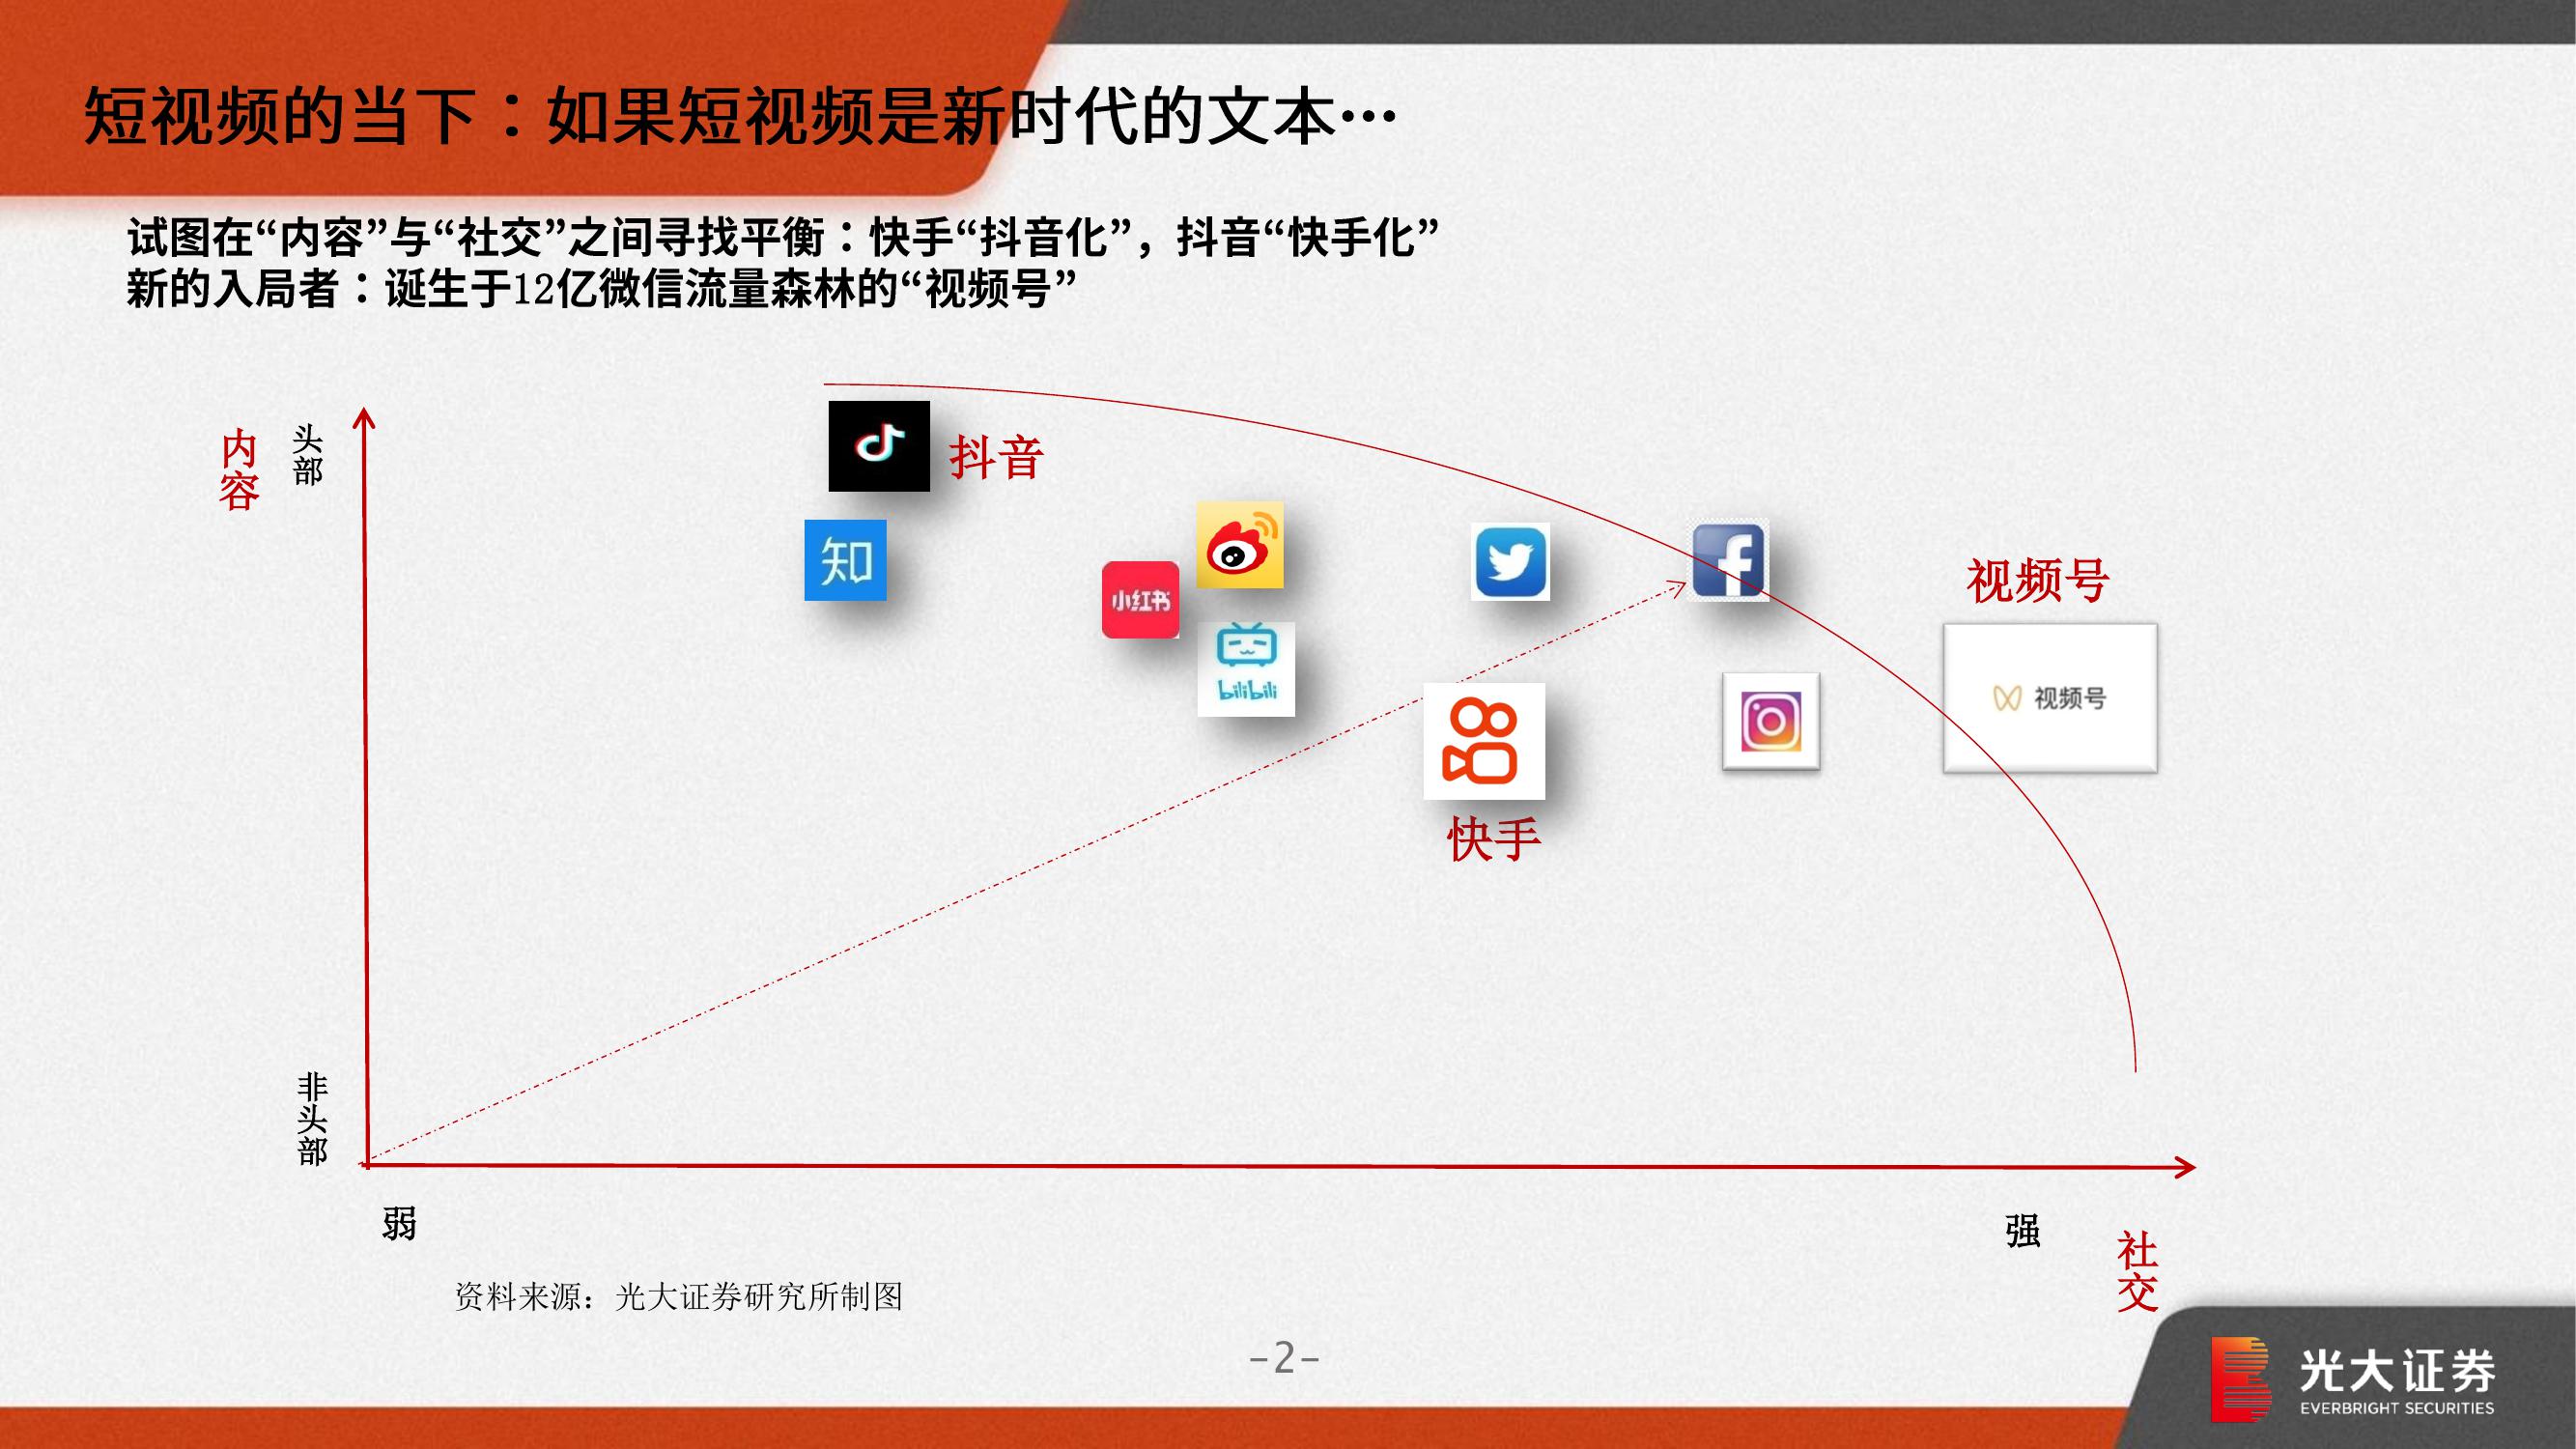 短视频的当下：如果短视频是新时代的文本…
试图在“内容”与“社交”之间寻找平衡：快手“抖音化”，抖音“快手化”
新的入局者：诞生于12亿微信流量森林的“视频号”
内容
头部
抖音
知
小红书
bilibili
视频号
视频号
快手
非头部
弱
强
社交
资料来源：光大证券研究所制图
-2-
光大证券
EVERBRIGHT SECURITIES